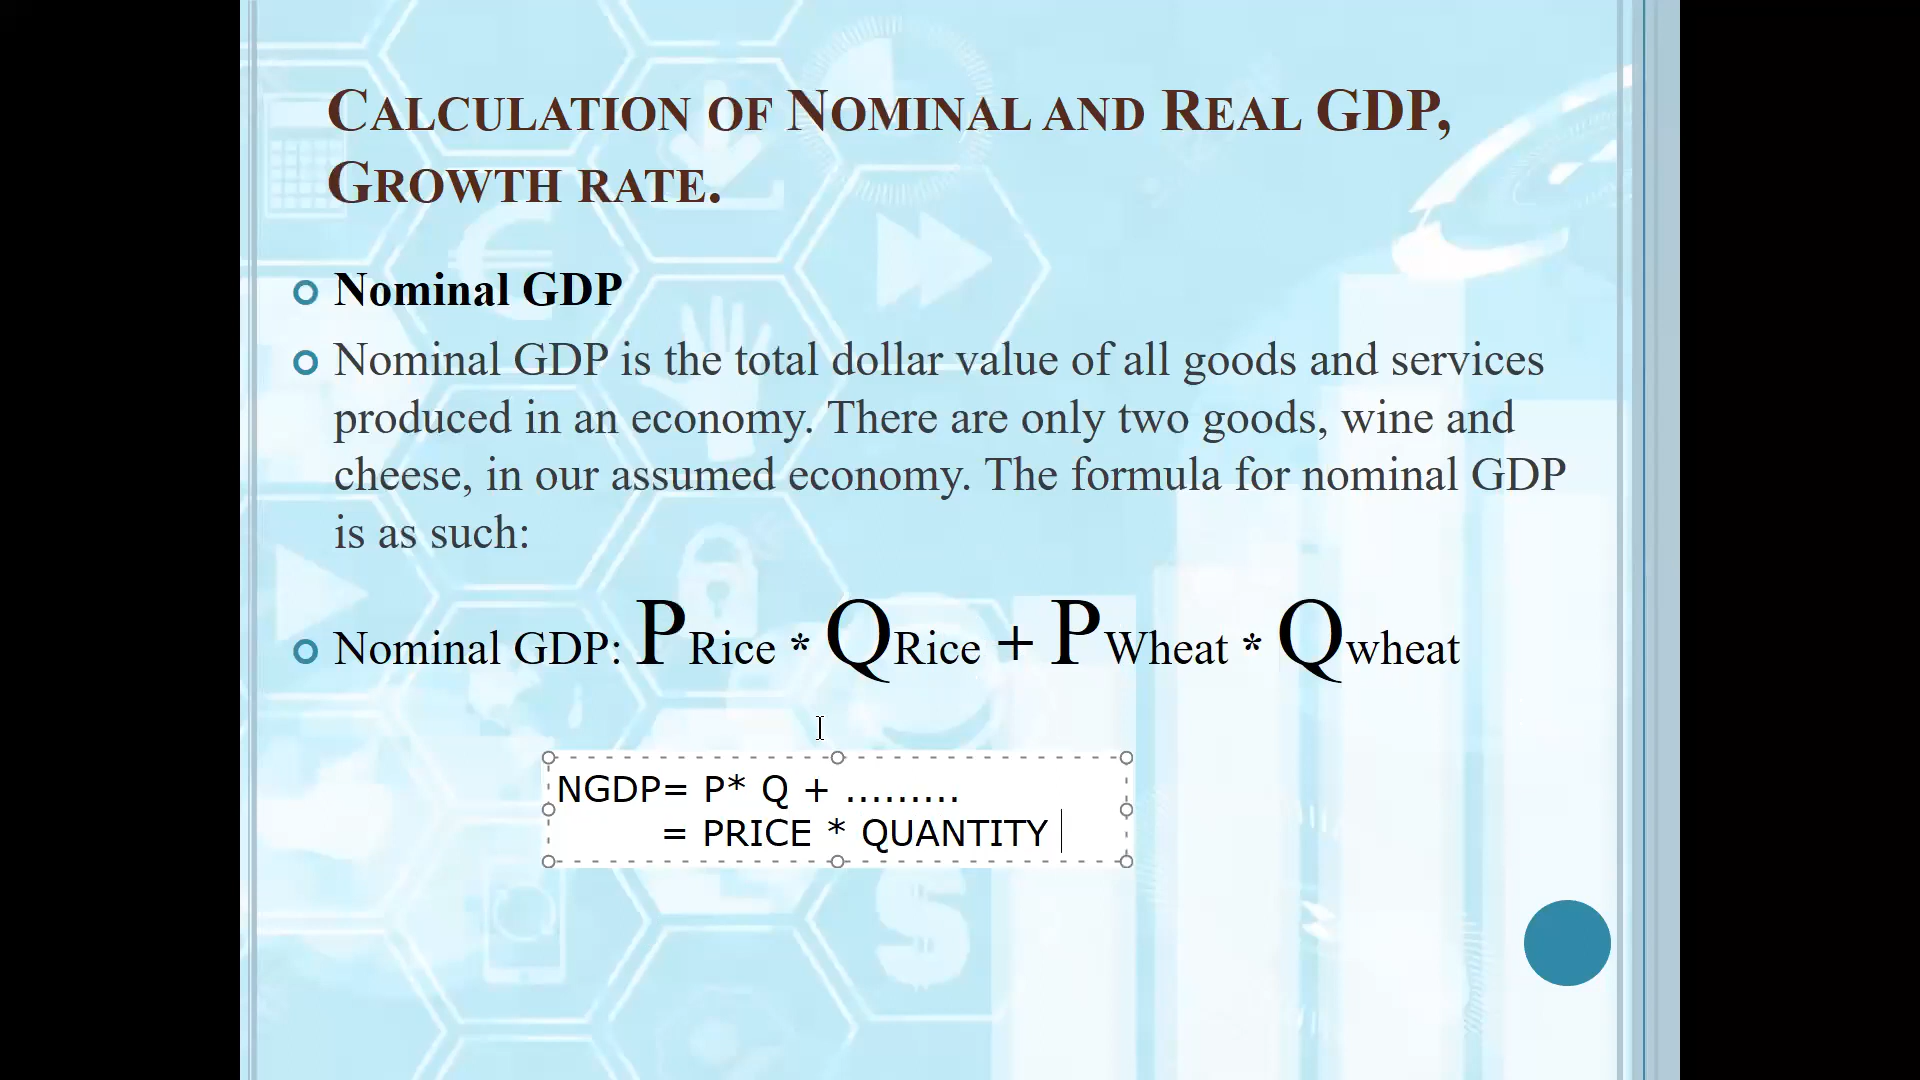 CALCULATION OF NOMINAL AND REAL GDP,
GROWTH RATE.
Nominal GDP
Nominal GDP is the total dollar value of all goods and services
produced in an economy. There are only two goods, wine and
cheese, in our assumed economy. The formula for nominal GDP
is as such:
Nominal GDP: PRice * QRice + PWheat * Qwheat
NGDP= P* Q + .........
= PRICE * QUANTITY